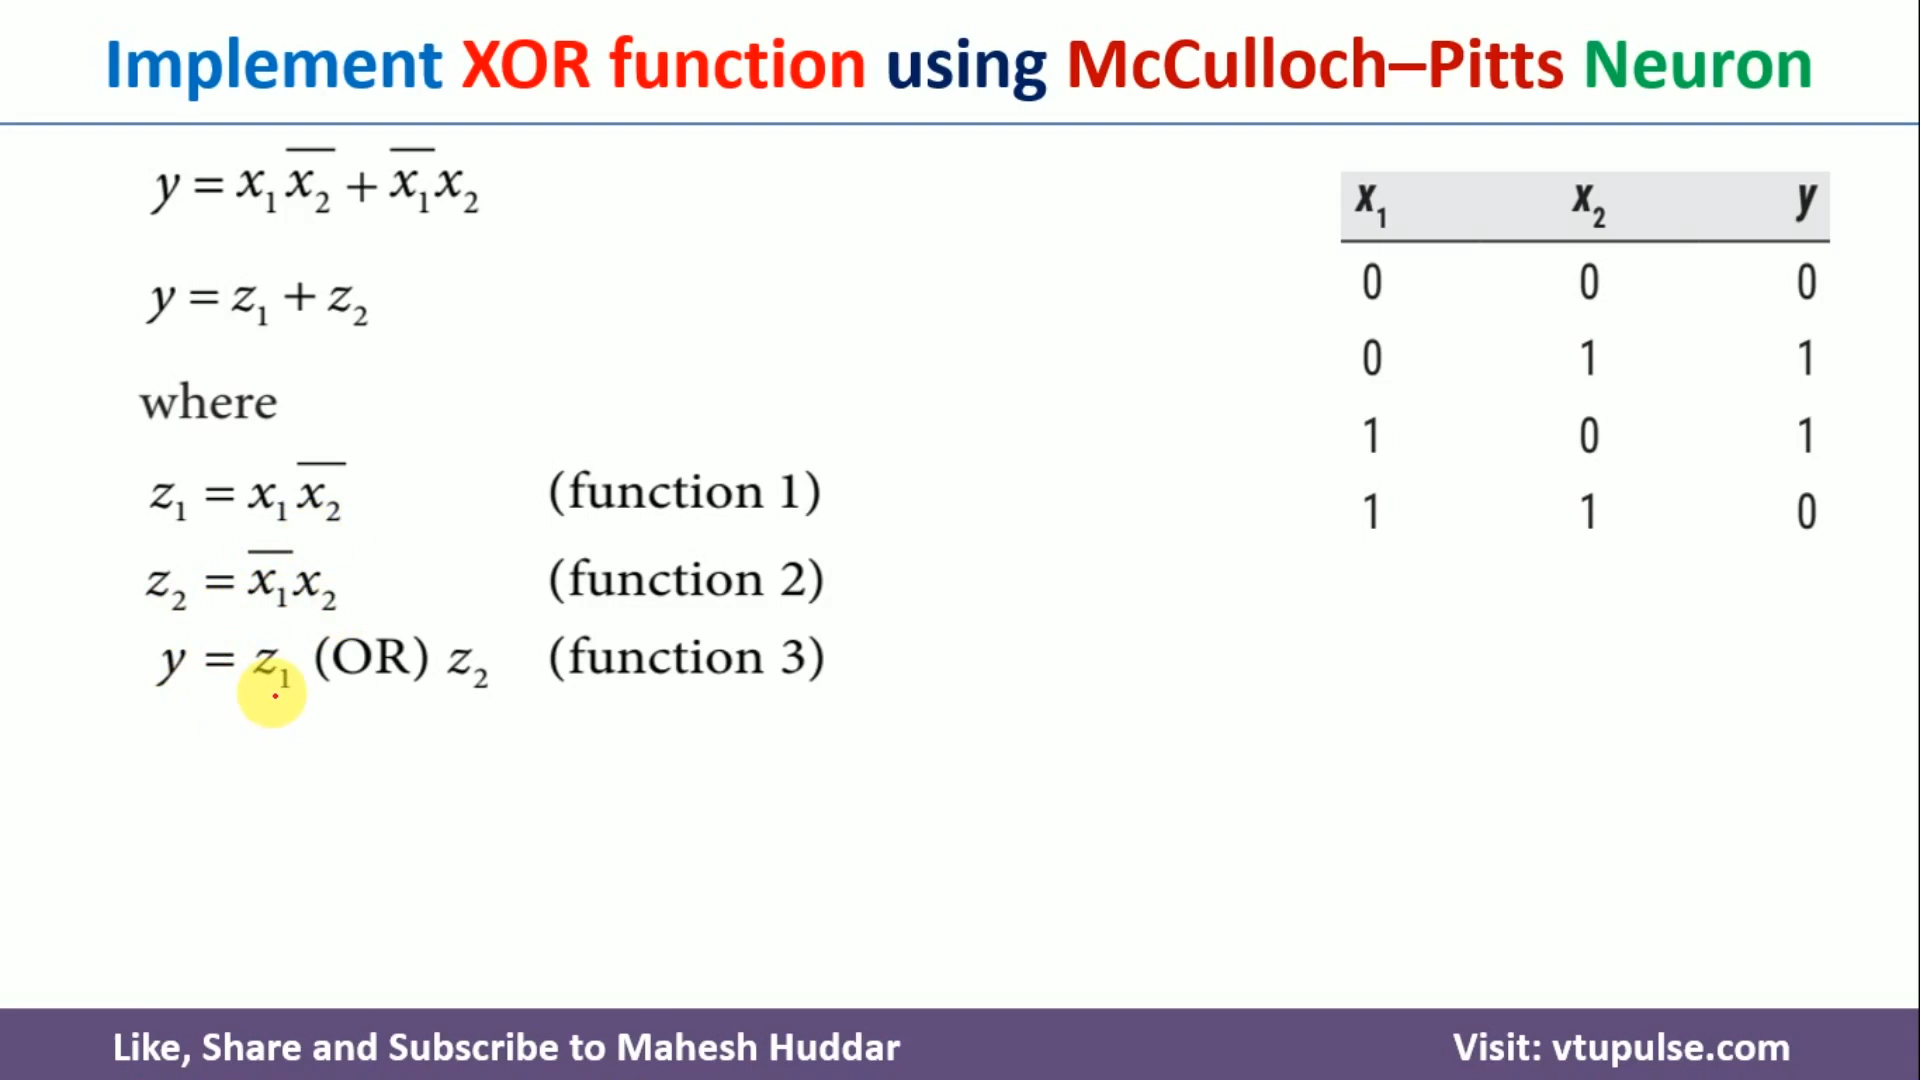 Implement XOR function using McCulloch–Pitts Neuron
y = x₁x̅₂ + x̅₁x₂
y = z₁ + z₂
where
z₁ = x₁x̅₂ (function 1)
z₂ = x̅₁x₂ (function 2)
y = z₁ (OR) z₂ (function 3)
x₁ x₂ y
0 0 0
0 1 1
1 0 1
1 1 0
Like, Share and Subscribe to Mahesh Huddar
Visit: vtupulse.com